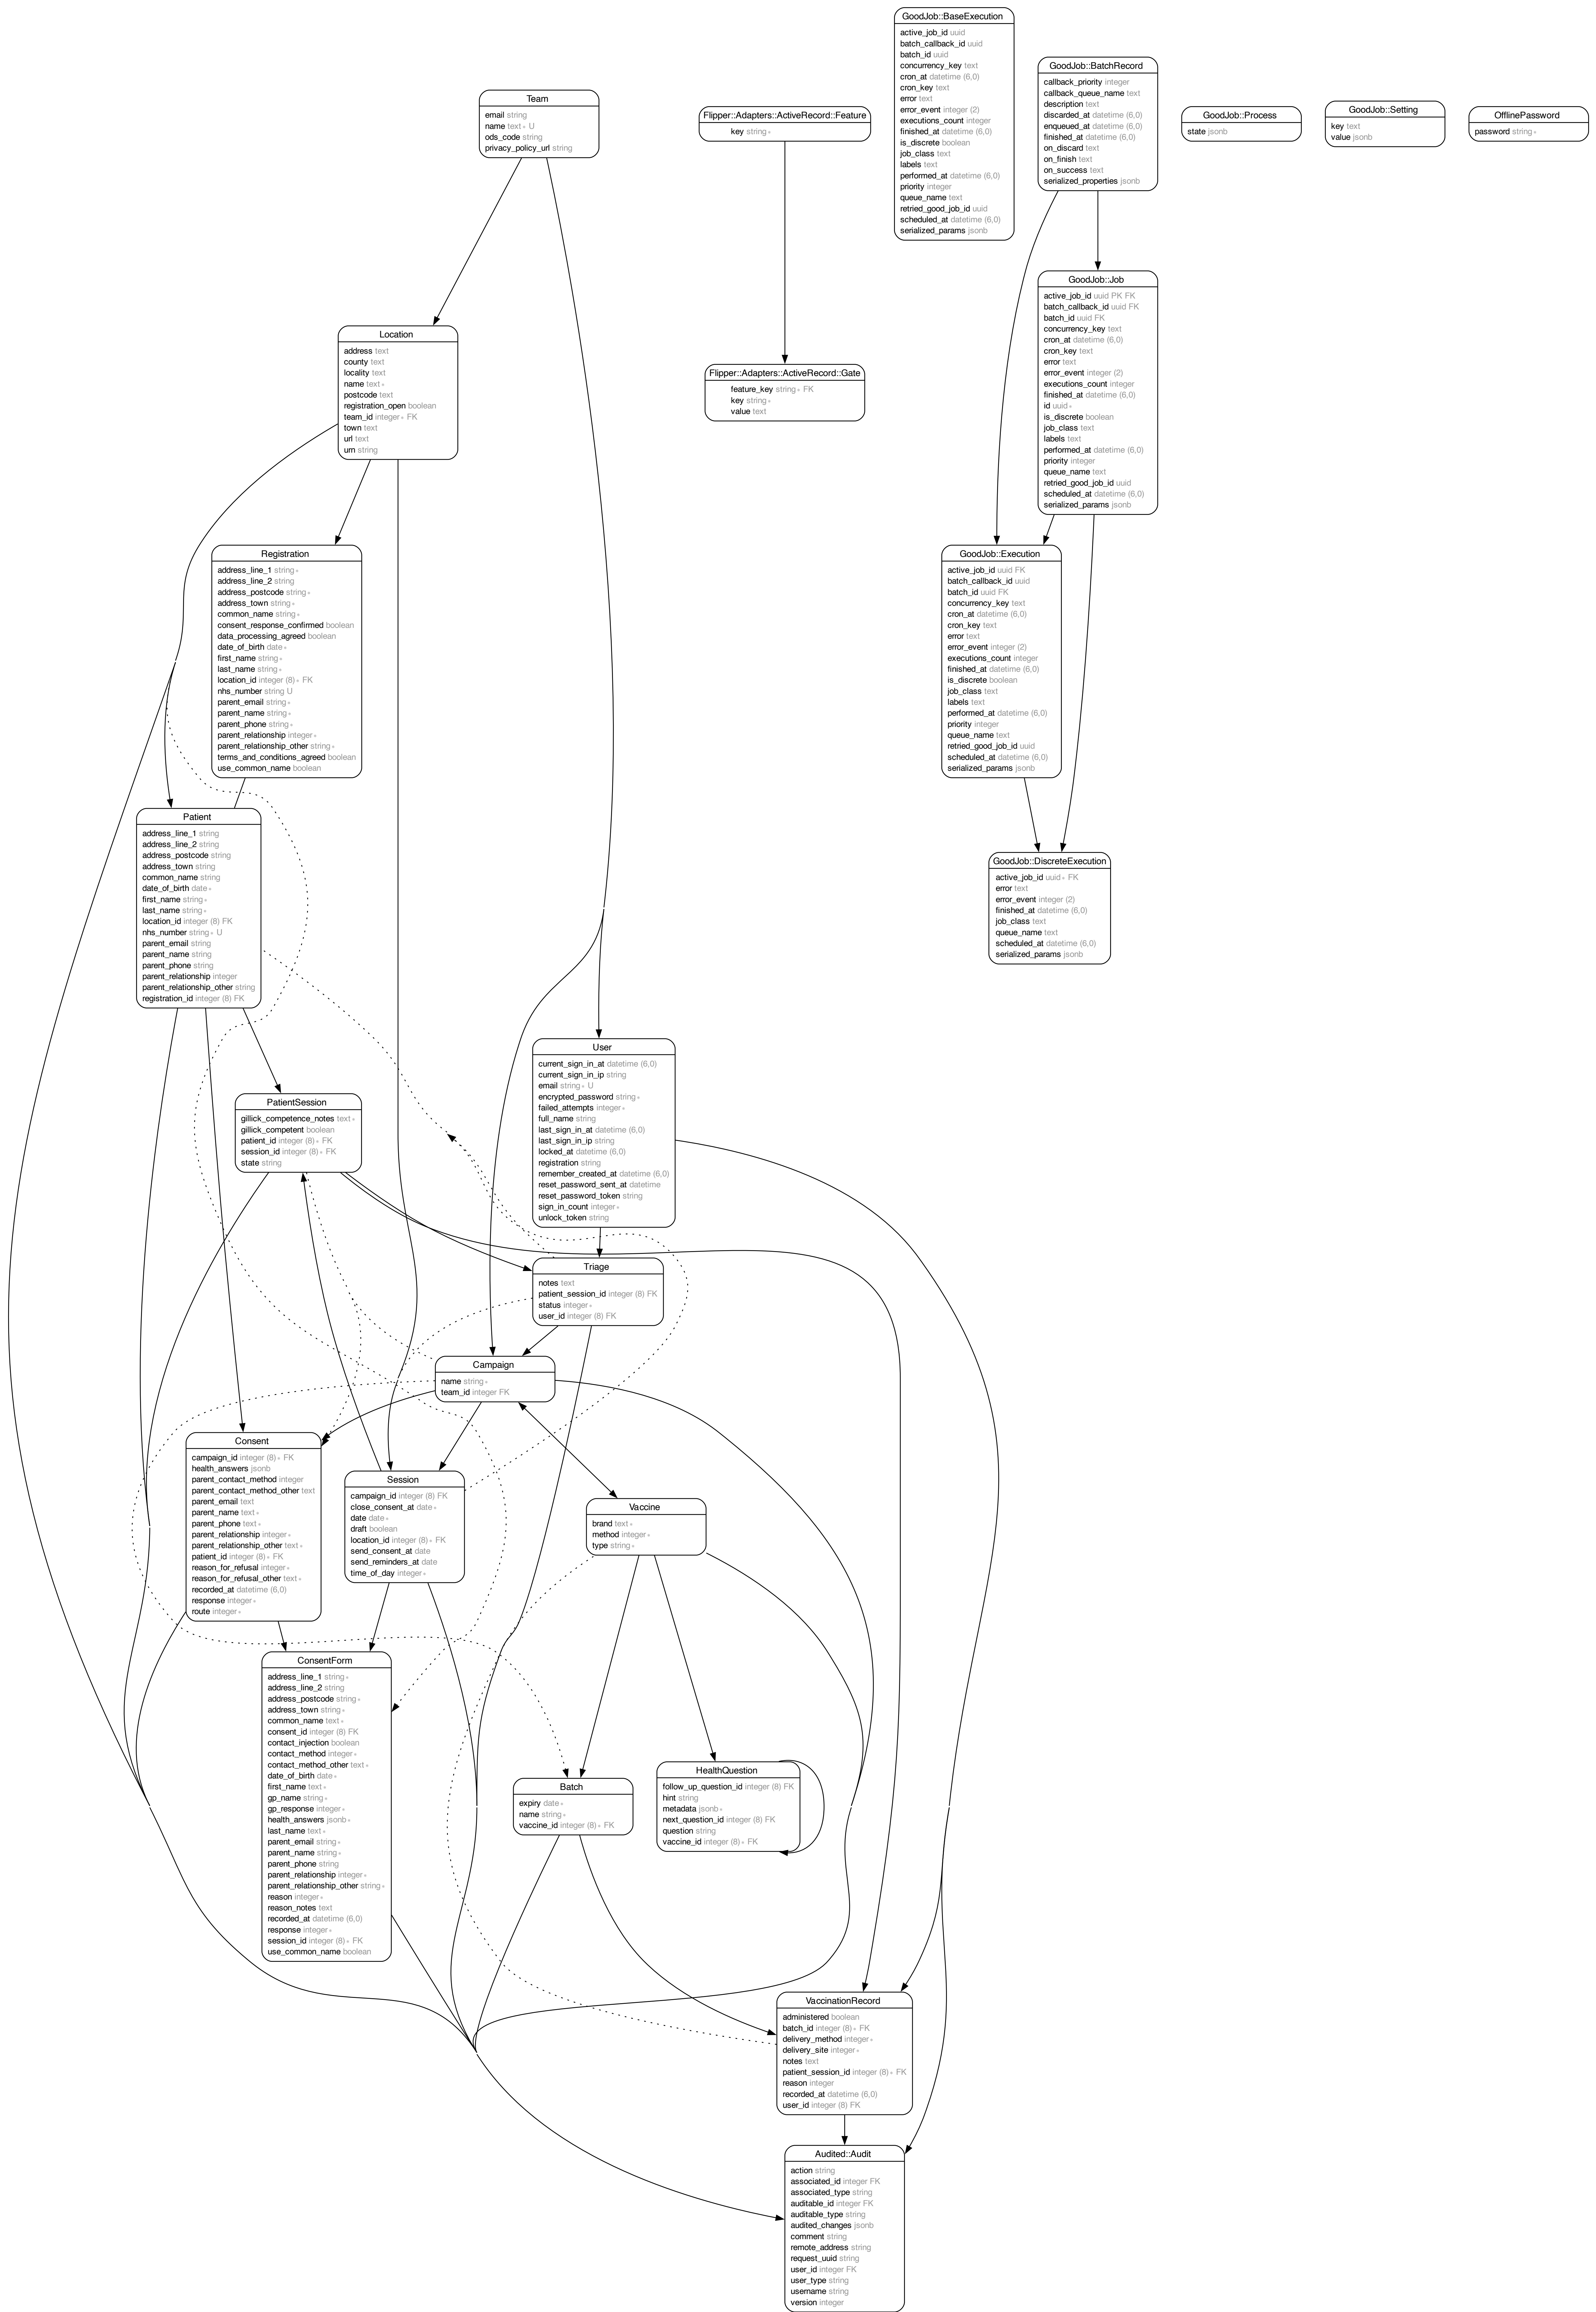 GoodJob::BaseExecution
active_job_id uuid
batch_callback_id uuid
batch_id uuid
concurrency_key text
cron_at datetime (6,0)
cron_key text
error text
error_event integer (2)
executions_count integer
finished_at datetime (6,0)
is_discrete boolean
job_class text
labels text
performed_at datetime (6,0)
priority integer
queue_name text
retried_good_job_id uuid
scheduled_at datetime (6,0)
serialized_params jsonb
GoodJob::BatchRecord
callback_priority integer
callback_queue_name text
description text
discarded_at datetime (6,0)
enqueued_at datetime (6,0)
finished_at datetime (6,0)
on_discard text
on_finish text
on_success text
serialized_properties jsonb
Team
email string
name text∗ U
ods_code string
privacy_policy_url string
Flipper::Adapters::ActiveRecord::Feature
key string∗
GoodJob::Process
state jsonb
GoodJob::Setting
key text
value jsonb
OfflinePassword
password string∗
GoodJob::Job
active_job_id uuid PK FK
batch_callback_id uuid FK
batch_id uuid FK
concurrency_key text
cron_at datetime (6,0)
cron_key text
error text
error_event integer (2)
executions_count integer
finished_at datetime (6,0)
id uuid∗
is_discrete boolean
job_class text
labels text
performed_at datetime (6,0)
priority integer
queue_name text
retried_good_job_id uuid
scheduled_at datetime (6,0)
serialized_params jsonb
Location
address text
county text
locality text
name text∗
postcode text
registration_open boolean
team_id integer∗ FK
town text
url text
urn string
Flipper::Adapters::ActiveRecord::Gate
feature_key string∗ FK
key string∗
value text
Registration
address_line_1 string∗
address_line_2 string
address_postcode string∗
address_town string∗
common_name string∗
consent_response_confirmed boolean
data_processing_agreed boolean
date_of_birth date∗
first_name string∗
last_name string∗
location_id integer (8)∗ FK
nhs_number string U
parent_email string∗
parent_name string∗
parent_phone string∗
parent_relationship integer∗
parent_relationship_other string∗
terms_and_conditions_agreed boolean
use_common_name boolean
GoodJob::Execution
active_job_id uuid FK
batch_callback_id uuid
batch_id uuid FK
concurrency_key text
cron_at datetime (6,0)
cron_key text
error text
error_event integer (2)
executions_count integer
finished_at datetime (6,0)
is_discrete boolean
job_class text
labels text
performed_at datetime (6,0)
priority integer
queue_name text
retried_good_job_id uuid
scheduled_at datetime (6,0)
serialized_params jsonb
Patient
address_line_1 string
address_line_2 string
address_postcode string
address_town string
common_name string
date_of_birth date∗
first_name string∗
last_name string∗
location_id integer (8) FK
nhs_number string∗ U
parent_email string
parent_name string
parent_phone string
parent_relationship integer
parent_relationship_other string
registration_id integer (8) FK
GoodJob::DiscreteExecution
active_job_id uuid∗ FK
error text
error_event integer (2)
finished_at datetime (6,0)
job_class text
queue_name text
scheduled_at datetime (6,0)
serialized_params jsonb
User
current_sign_in_at datetime (6,0)
current_sign_in_ip string
email string∗ U
encrypted_password string∗
failed_attempts integer∗
full_name string
last_sign_in_at datetime (6,0)
last_sign_in_ip string
locked_at datetime (6,0)
registration string
remember_created_at datetime (6,0)
reset_password_sent_at datetime
reset_password_token string
sign_in_count integer∗
unlock_token string
PatientSession
gillick_competence_notes text∗
gillick_competent boolean
patient_id integer (8)∗ FK
session_id integer (8)∗ FK
state string
Triage
notes text
patient_session_id integer (8) FK
status integer∗
user_id integer (8) FK
Campaign
name string∗
team_id integer FK
Consent
campaign_id integer (8)∗ FK
health_answers jsonb
parent_contact_method integer
parent_contact_method_other text
parent_email text
parent_name text∗
parent_phone text∗
parent_relationship integer∗
parent_relationship_other text∗
patient_id integer (8)∗ FK
reason_for_refusal integer∗
reason_for_refusal_other text∗
recorded_at datetime (6,0)
response integer∗
route integer∗
Session
campaign_id integer (8) FK
close_consent_at date∗
date date∗
draft boolean
location_id integer (8)∗ FK
send_consent_at date
send_reminders_at date
time_of_day integer∗
Vaccine
brand text∗
method integer∗
type string∗
ConsentForm
address_line_1 string∗
address_line_2 string
address_postcode string∗
address_town string∗
common_name text∗
consent_id integer (8) FK
contact_injection boolean
contact_method integer∗
contact_method_other text∗
date_of_birth date∗
first_name text∗
gp_name string∗
gp_response integer∗
health_answers jsonb∗
last_name text∗
parent_email string∗
parent_name string∗
parent_phone string
parent_relationship integer∗
parent_relationship_other string∗
reason integer∗
reason_notes text
recorded_at datetime (6,0)
response integer∗
session_id integer (8)∗ FK
use_common_name boolean
Batch
expiry date∗
name string∗
vaccine_id integer (8)∗ FK
HealthQuestion
follow_up_question_id integer (8) FK
hint string
metadata jsonb∗
next_question_id integer (8) FK
question string
vaccine_id integer (8)∗ FK
VaccinationRecord
administered boolean
batch_id integer (8)∗ FK
delivery_method integer∗
delivery_site integer∗
notes text
patient_session_id integer (8)∗ FK
reason integer
recorded_at datetime (6,0)
user_id integer (8) FK
Audited::Audit
action string
associated_id integer FK
associated_type string
auditable_id integer FK
auditable_type string
audited_changes jsonb
comment string
remote_address string
request_uuid string
user_id integer FK
user_type string
username string
version integer